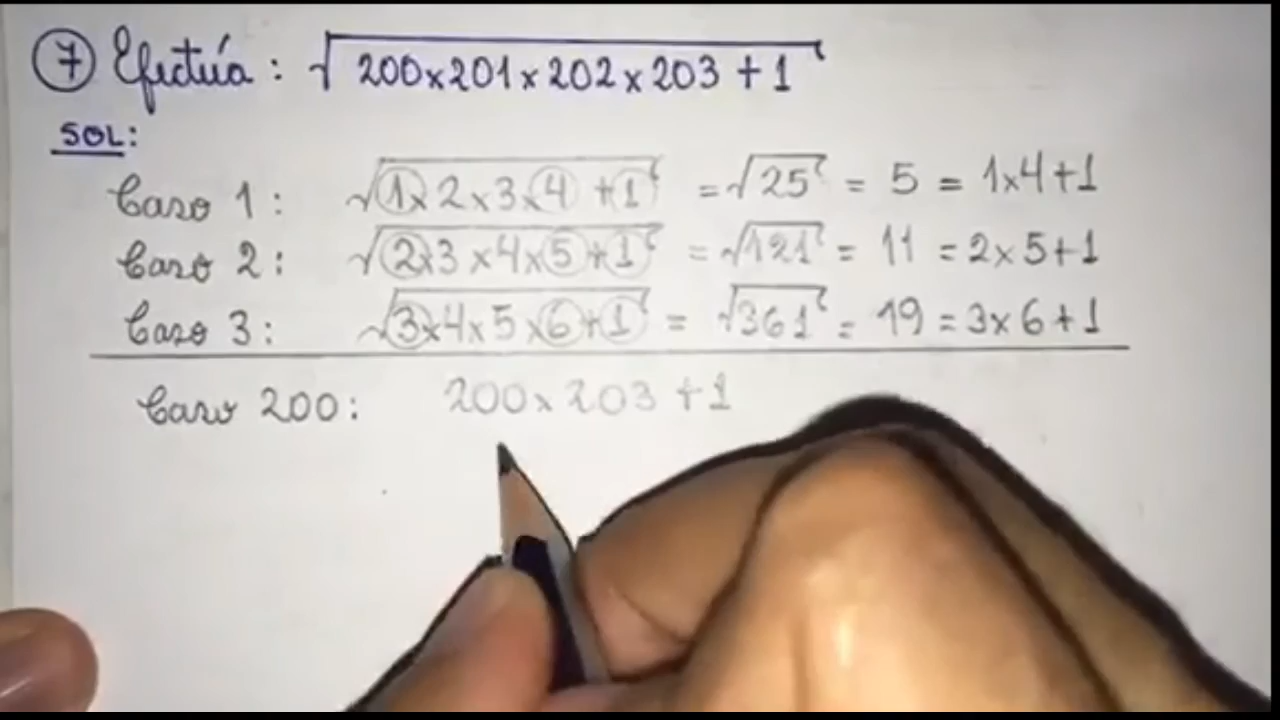 7 Efectúa: √200x201x202x203+1
SOL:
Caso 1: √1x2x3x4+1 = √25 = 5 = 1x4+1
Caso 2: √2x3x4x5+1 = √121 = 11 = 2x5+1
Caso 3: √3x4x5x6+1 = √361 = 19 = 3x6+1
Caso 200: 200x203+1